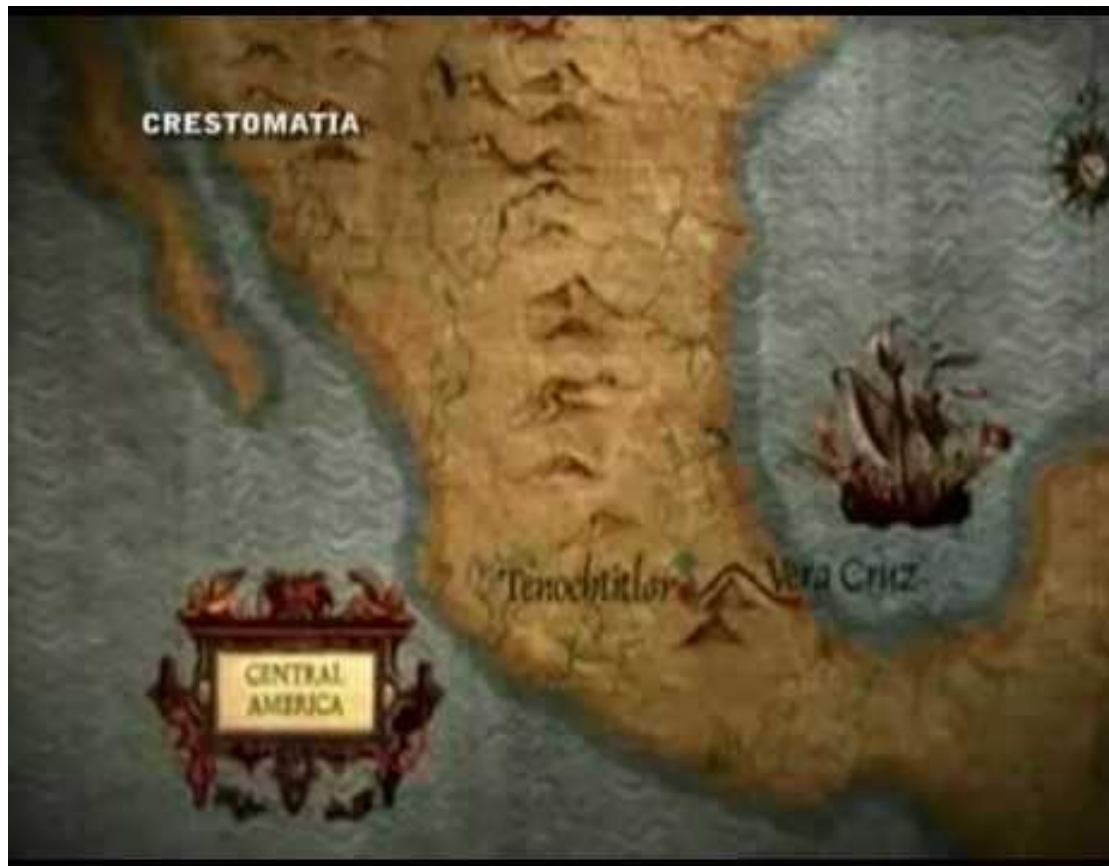 CRESTOMATIA
Tenochtitlan
Vera Cruz
CENTRAL
AMERICA